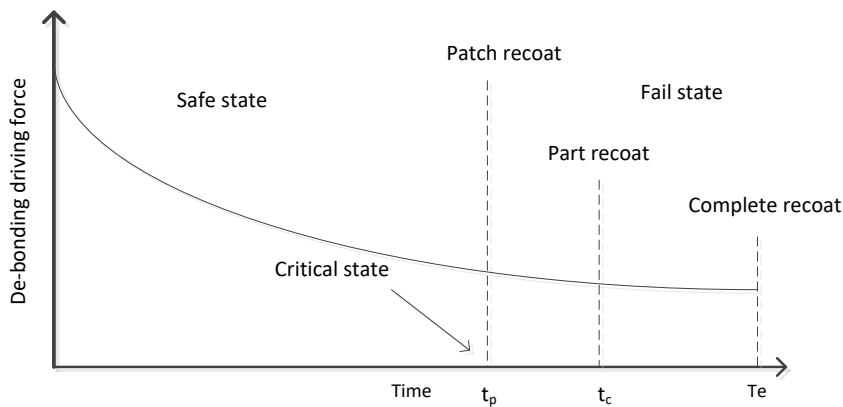 De-bonding driving force
Patch recoat
Safe state
Fail state
Part recoat
Complete recoat
Critical state
Time
tp
tc
Te